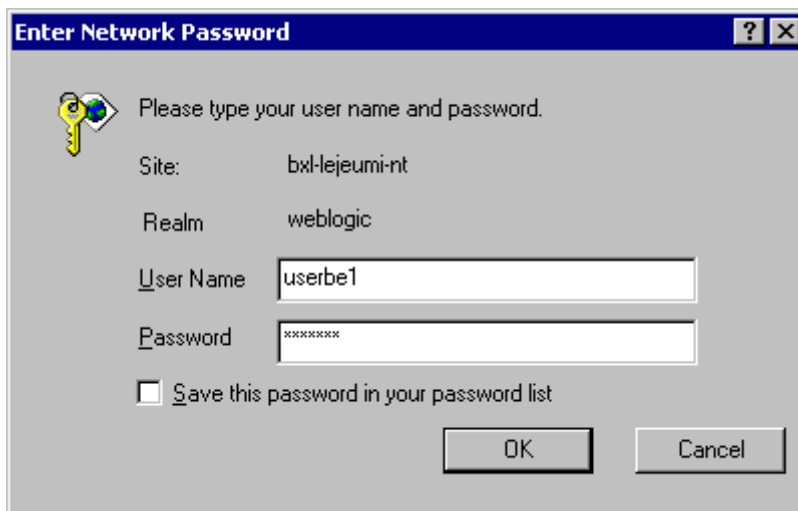 Enter Network Password
Please type your user name and password.
Site: bxl-lejeumi-nt
Realm weblogic
User Name userbe1
Password *******
Save this password in your password list
OK Cancel